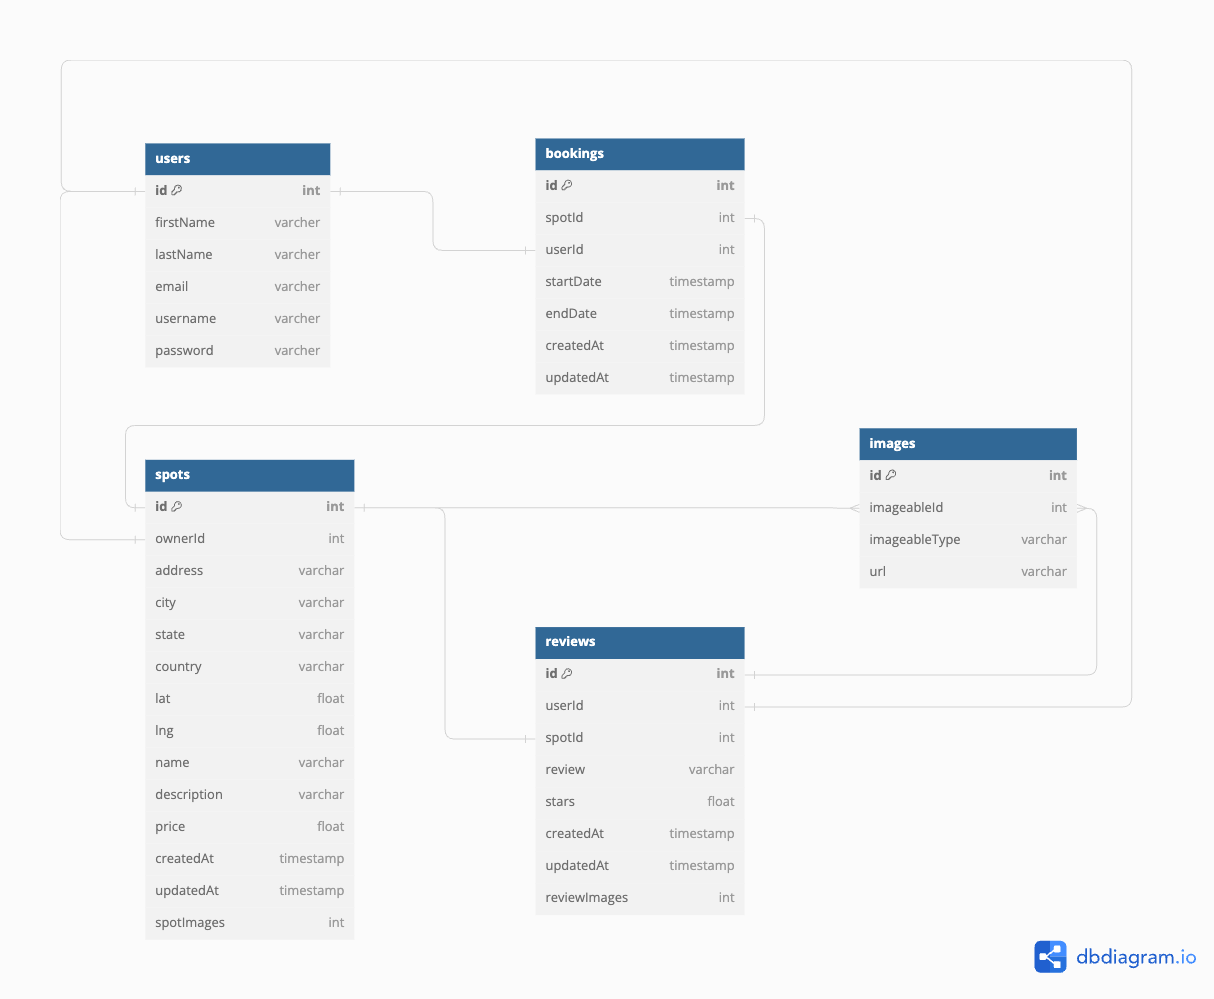 users
id int
firstName varcher
lastName varcher
email varcher
username varcher
password varcher
bookings
id int
spotId int
userId int
startDate timestamp
endDate timestamp
createdAt timestamp
updatedAt timestamp
images
id int
imageableId int
imageableType varchar
url varchar
spots
id int
ownerId int
address varchar
city varchar
state varchar
country varchar
lat float
lng float
name varchar
description varchar
price float
createdAt timestamp
updatedAt timestamp
spotImages int
reviews
id int
userId int
spotId int
review varchar
stars float
createdAt timestamp
updatedAt timestamp
reviewImages int
dbdiagram.io